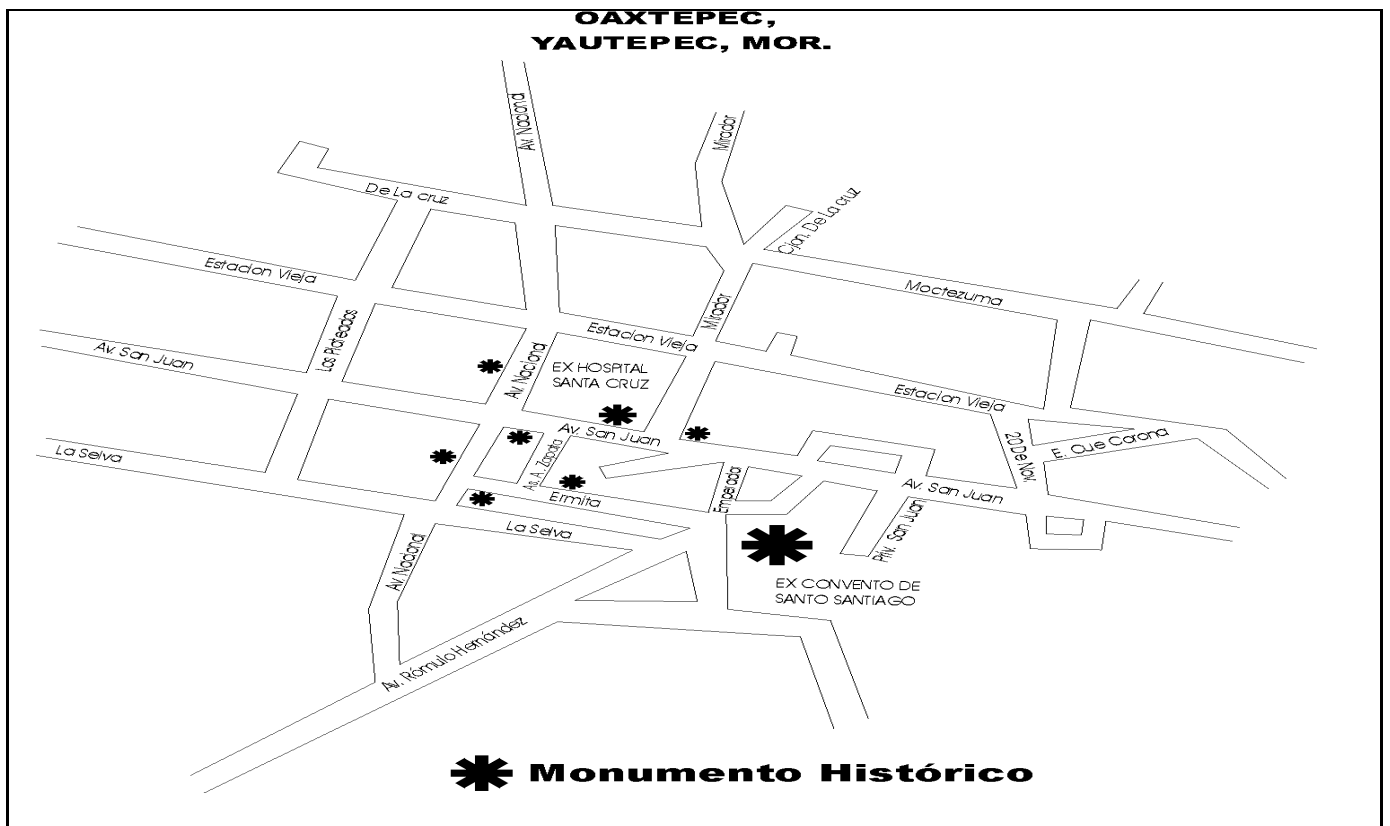 OAXTEPEC,
YAUTEPEC, MOR.
Av. Nacional
Mirador
De La cruz
Cjon. De La cruz
Estacion Vieja
Moctezuma
Los Plateados
Mirador
Estacion Vieja
Av. San Juan
Av. Nacional
EX HOSPITAL
SANTA CRUZ
Estacion Vieja
Av. San Juan
20 De Nov.
E. Cue Carona
La Selva
As. A. Zapata
Emperador
Av. San Juan
Ermita
La Selva
Priv. San Juan
Av. Nacional
EX CONVENTO DE
SANTO SANTIAGO
Av. Rómulo Hernández
Monumento Histórico